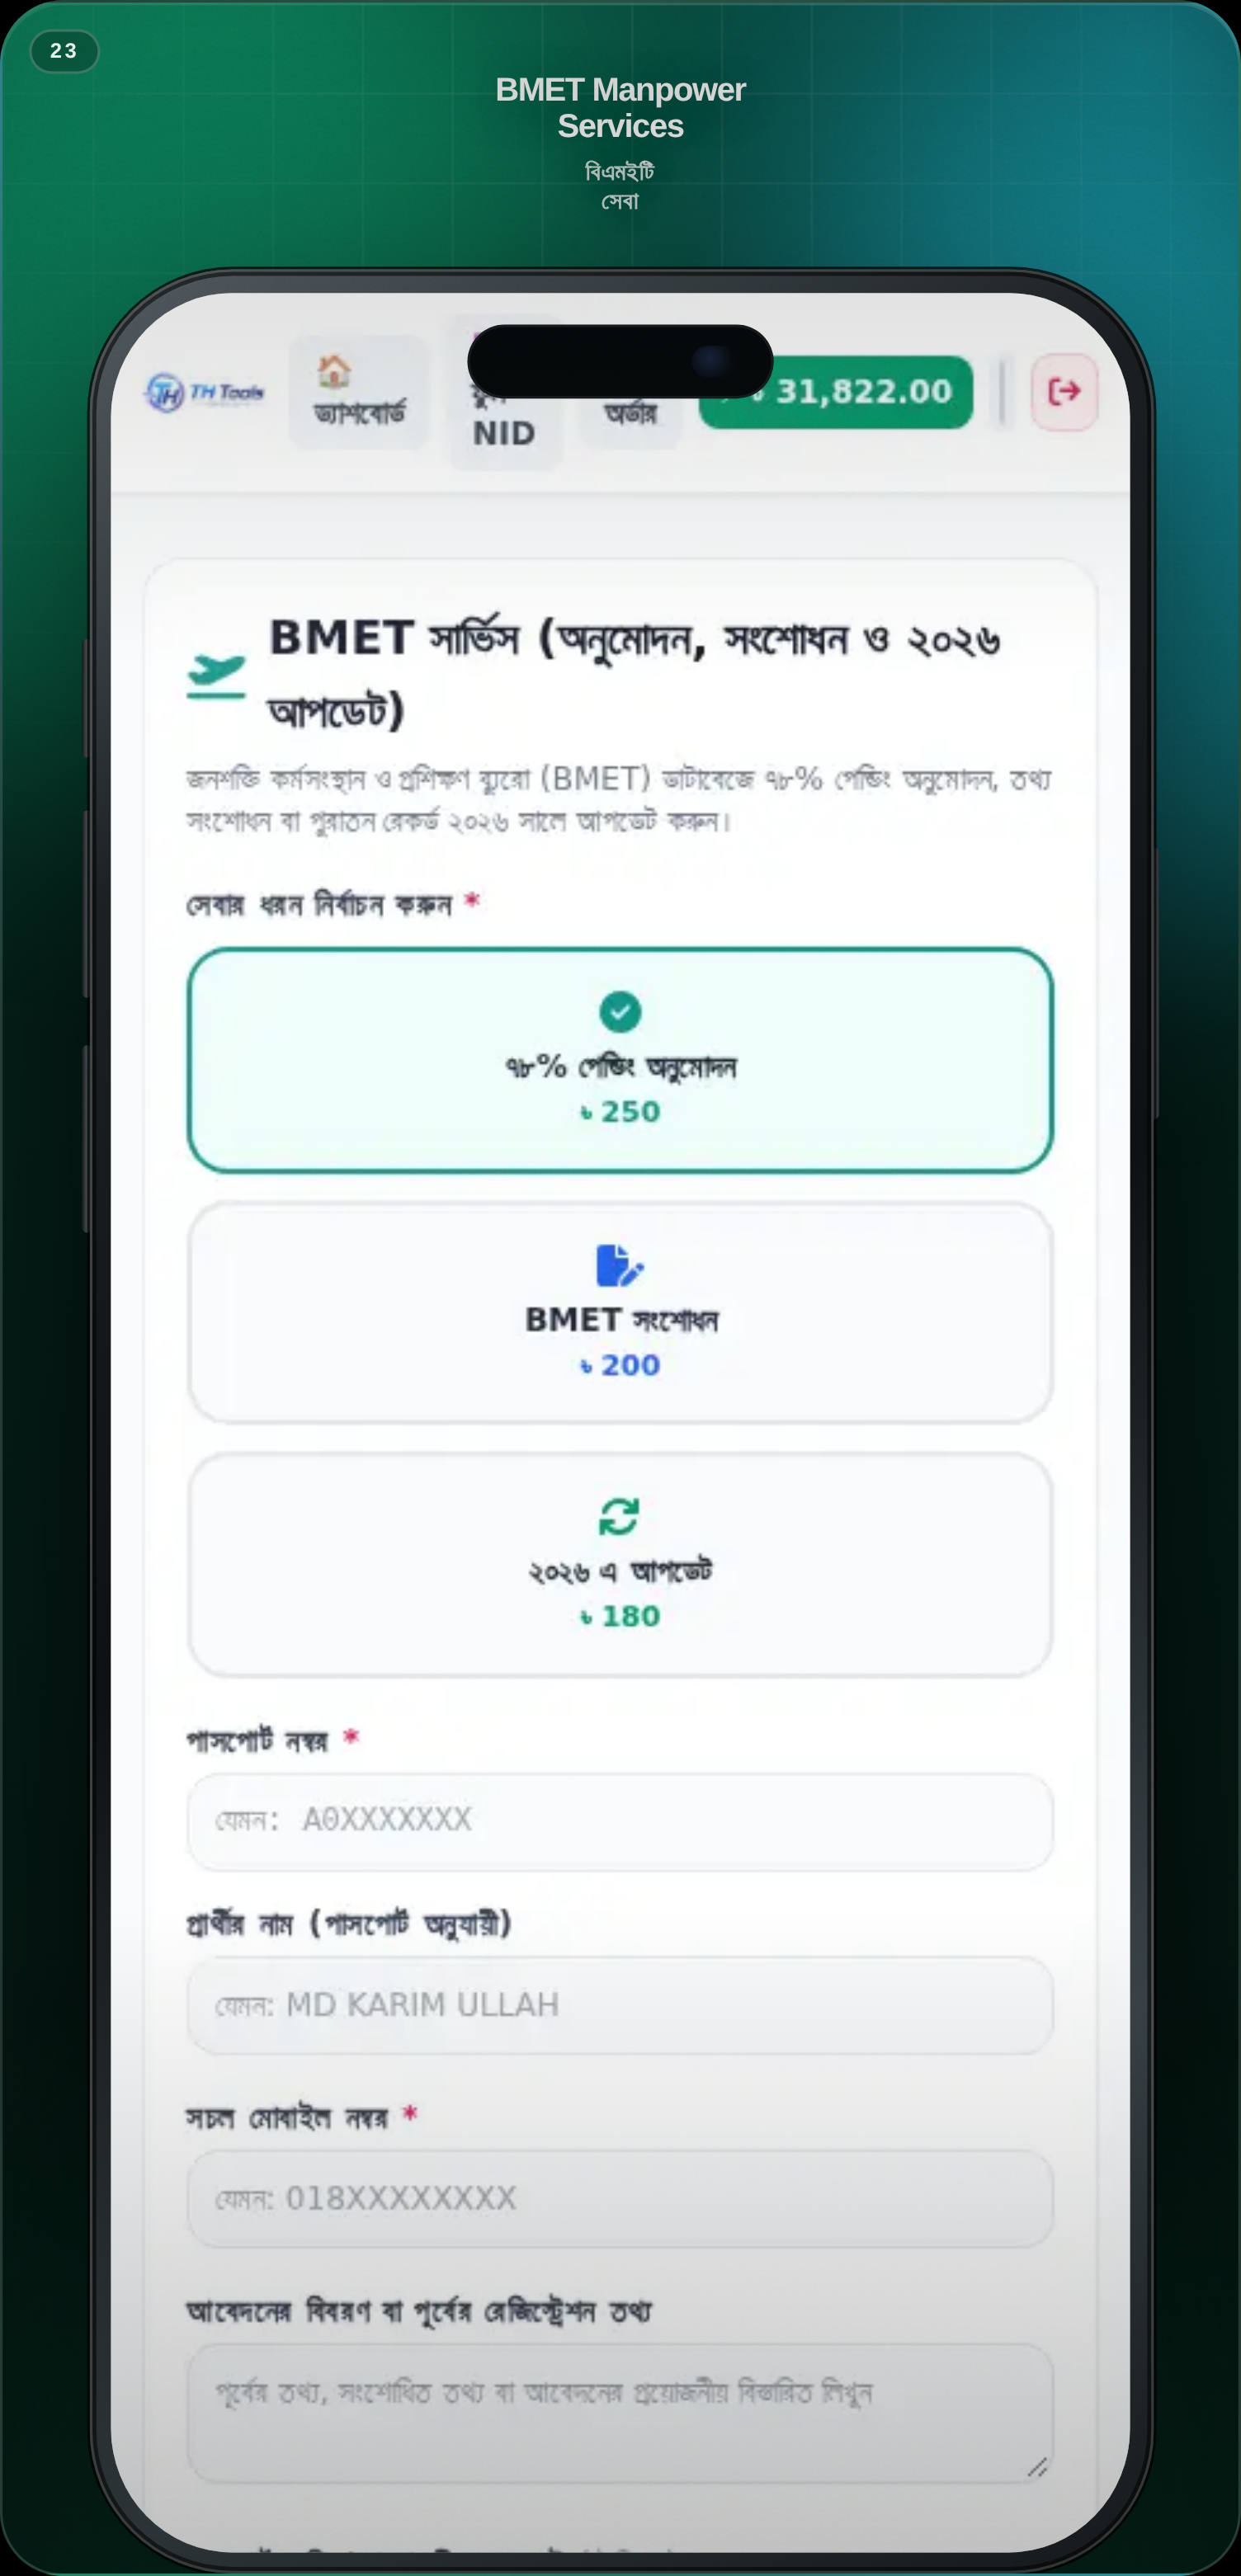 23
BMET Manpower
Services
বিএমইটি
সেবা
TH Tools
ড্যাশবোর্ড
NID
অর্ডার
৳ 31,822.00
BMET সার্ভিস (অনুমোদন, সংশোধন ও ২০২৬
আপডেট)
জনশক্তি কর্মসংস্থান ও প্রশিক্ষণ ব্যুরো (BMET) ডাটাবেজে ৭৮% পেন্ডিং অনুমোদন, তথ্য
সংশোধন বা পুরাতন রেকর্ড ২০২৬ সালে আপডেট করুন।
সেবার ধরন নির্বাচন করুন *
৭৮% পেন্ডিং অনুমোদন
৳ 250
BMET সংশোধন
৳ 200
২০২৬ এ আপডেট
৳ 180
পাসপোর্ট নম্বর *
যেমন: A0XXXXXXX
প্রার্থীর নাম (পাসপোর্ট অনুযায়ী)
যেমন: MD KARIM ULLAH
সচল মোবাইল নম্বর *
যেমন: 018XXXXXXXX
আবেদনের বিবরণ বা পূর্বের রেজিস্ট্রেশন তথ্য
পূর্বের তথ্য, সংশোধিত তথ্য বা আবেদনের প্রয়োজনীয় বিস্তারিত লিখুন